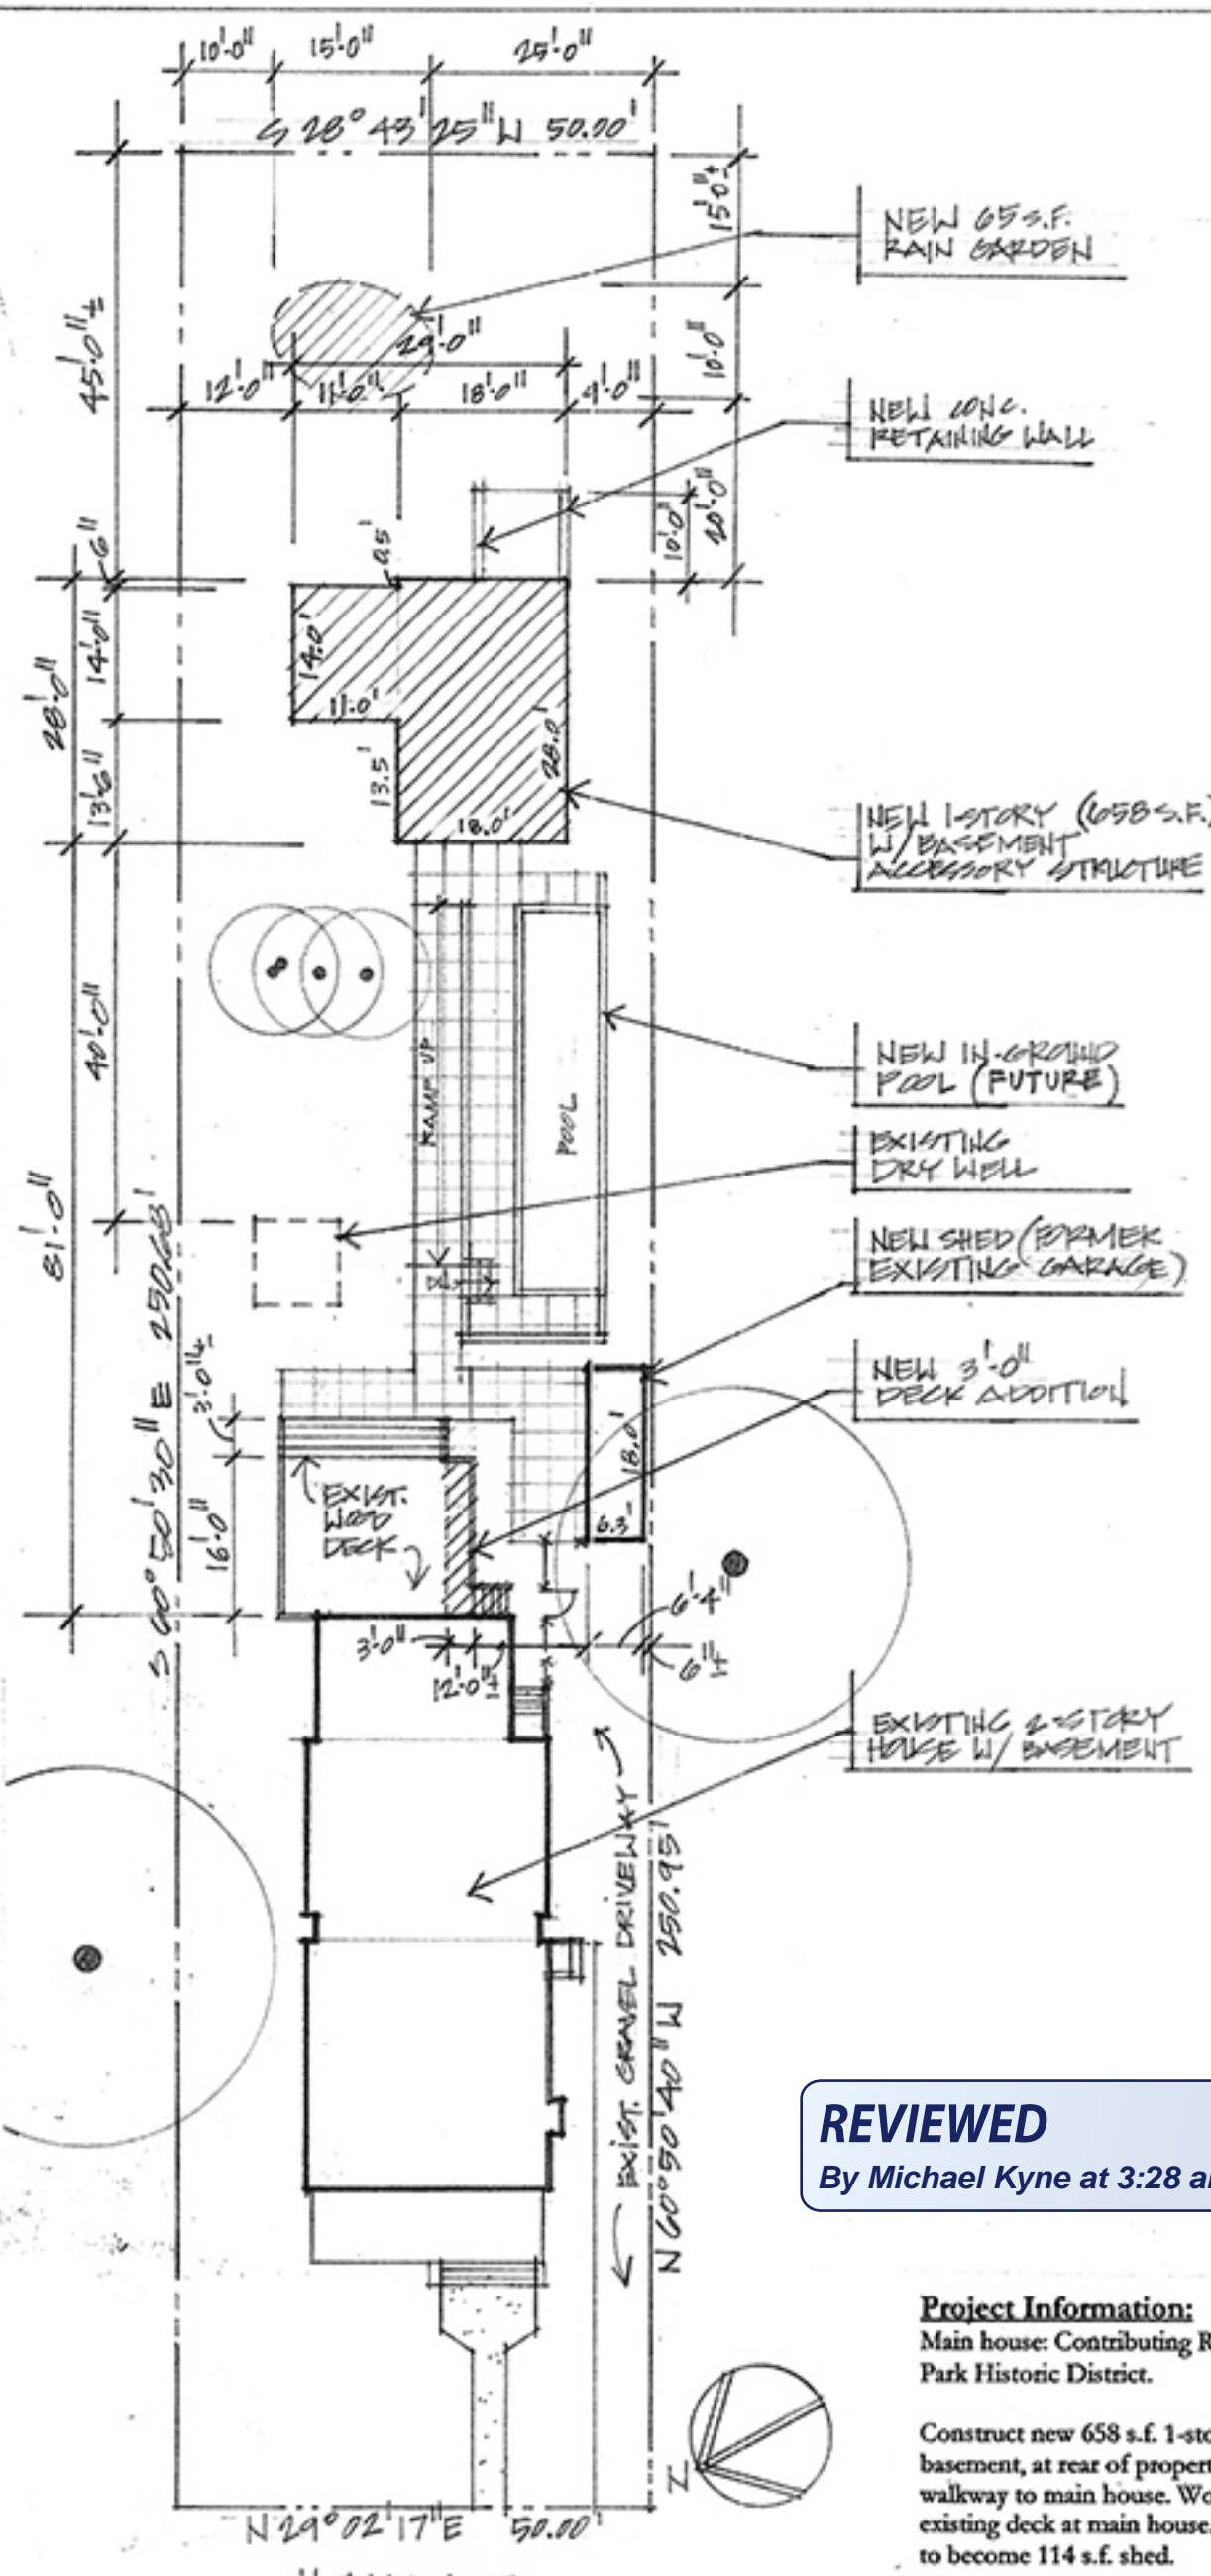 10'-0" 15'-0" 25'-0"
S 28° 43' 25" W 50.00'
15'-0"±
NEW 65 S.F.
RAIN GARDEN
45'-0"±
29'-0"
10'-0"
12'-0" 11'-0" 18'-0" 9'-0"
NEW CONC.
RETAINING WALL
10'-0"
20'-0"
6"
0.5'
14'-0"
14.0'
28'-0"
11.0'
13'-6"
13.5'
28.0'
18.0'
NEW 1-STORY (658 S.F.)
W/ BASEMENT
ACCESSORY STRUCTURE
40'-0"
RAMP UP
POOL
NEW IN-GROUND
POOL (FUTURE)
EXISTING
DRY WELL
81'-0"
NEW SHED (FORMER
EXISTING GARAGE)
3'-0"±
NEW 3'-0"
DECK ADDITION
18.0'
6.3'
EXIST.
WOOD
DECK
16'-0"
S 60° 50' 30" E 250.68'
6'-4"
3'-0"
12'-0"±
6"±
EXISTING 2-STORY
HOUSE W/ BASEMENT
EXIST. GRAVEL DRIVEWAY
N 60° 50' 40" W 250.95'
REVIEWED
By Michael Kyne at 3:28 a
Project Information:
Main house: Contributing R
Park Historic District.
Construct new 658 s.f. 1-sto
basement, at rear of propert
walkway to main house. Wo
existing deck at main house.
to become 114 s.f. shed.
N
N 29° 02' 17" E 50.00'